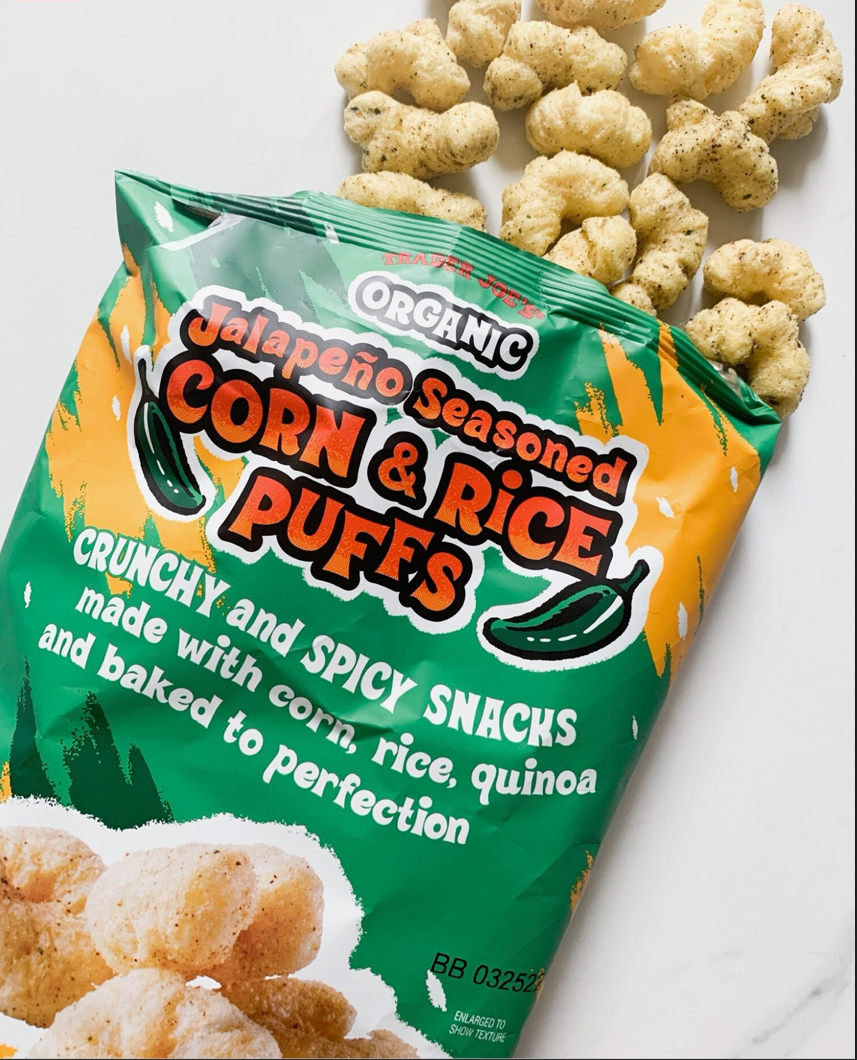 TRADER JOE'S
ORGANIC
Jalapeño Seasoned
CORN & RiCE
PUFFS
CRUNCHY and SPICY SNACKS
made with corn, rice, quinoa
and baked to perfection
BB 032522
ENLARGED TO
SHOW TEXTURE